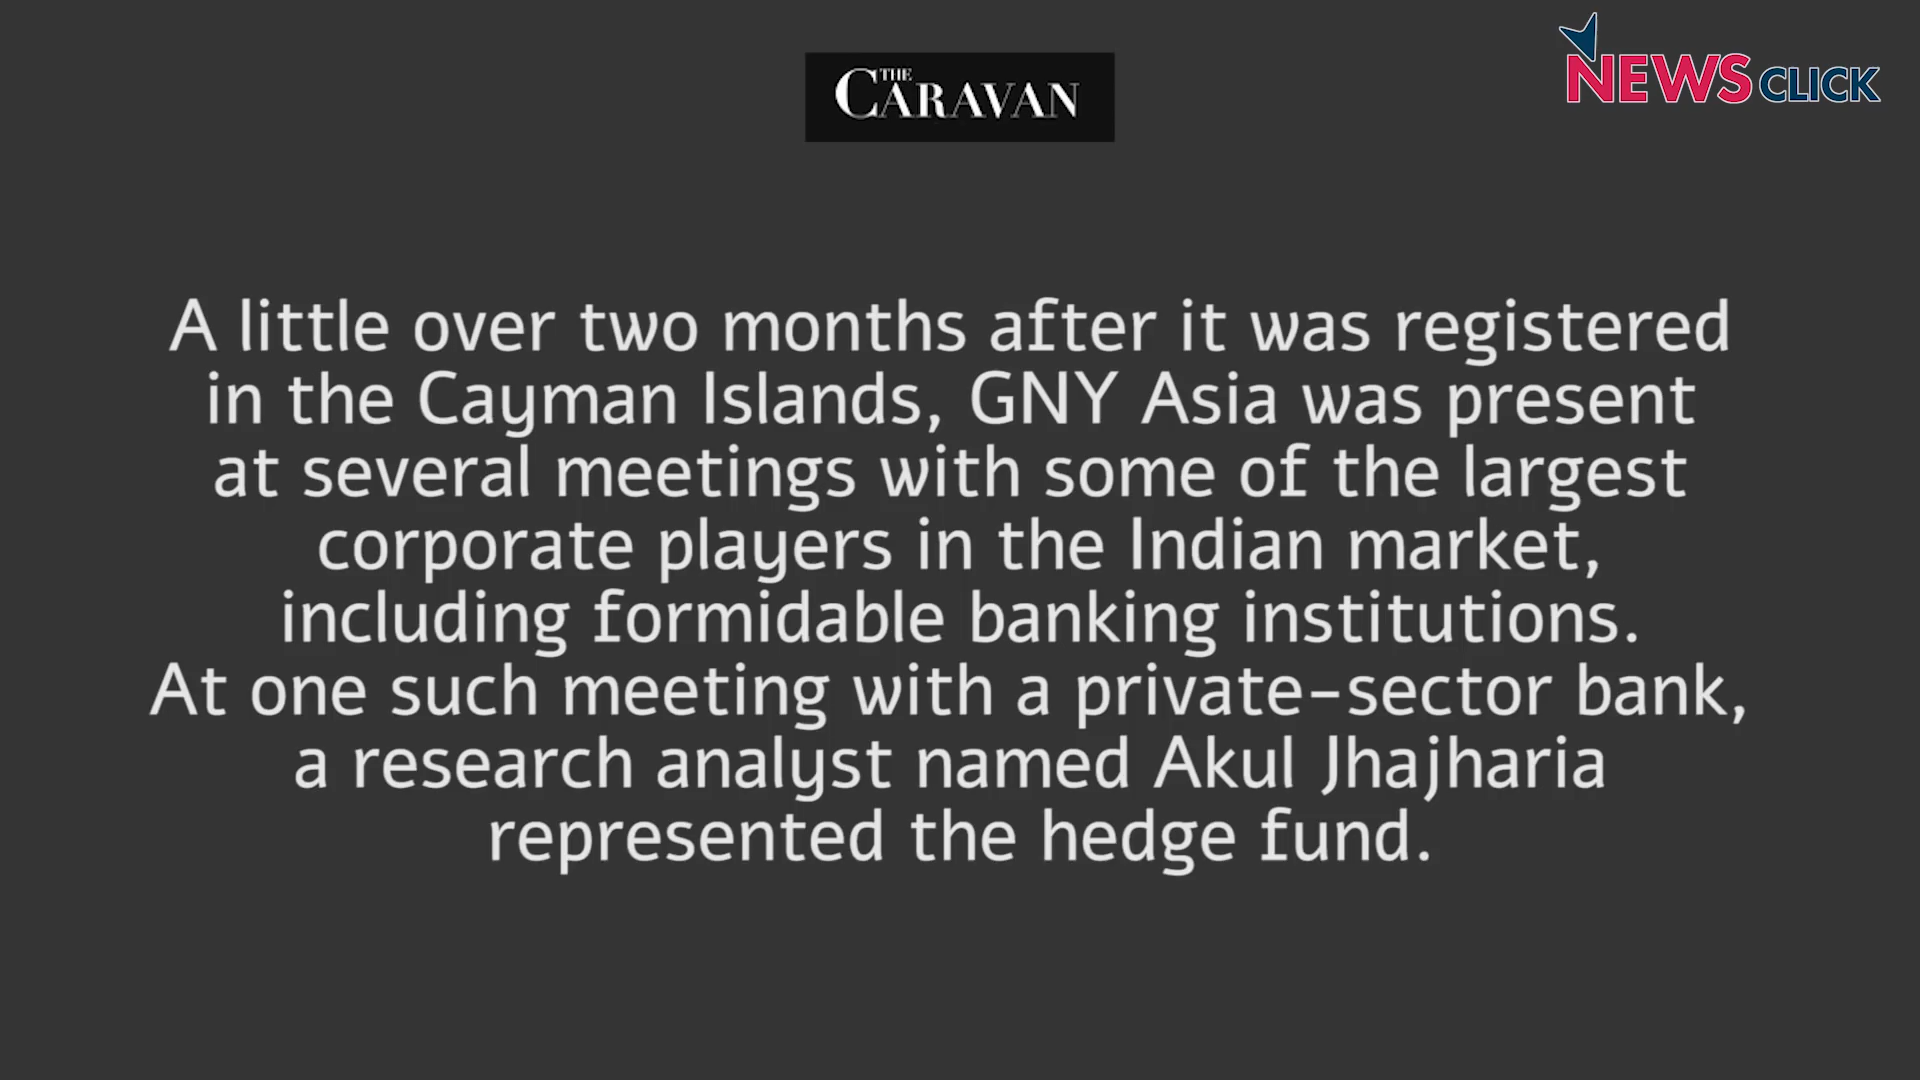 THE CARAVAN
NEWSCLICK
A little over two months after it was registered
in the Cayman Islands, GNY Asia was present
at several meetings with some of the largest
corporate players in the Indian market,
including formidable banking institutions.
At one such meeting with a private-sector bank,
a research analyst named Akul Jhajharia
represented the hedge fund.